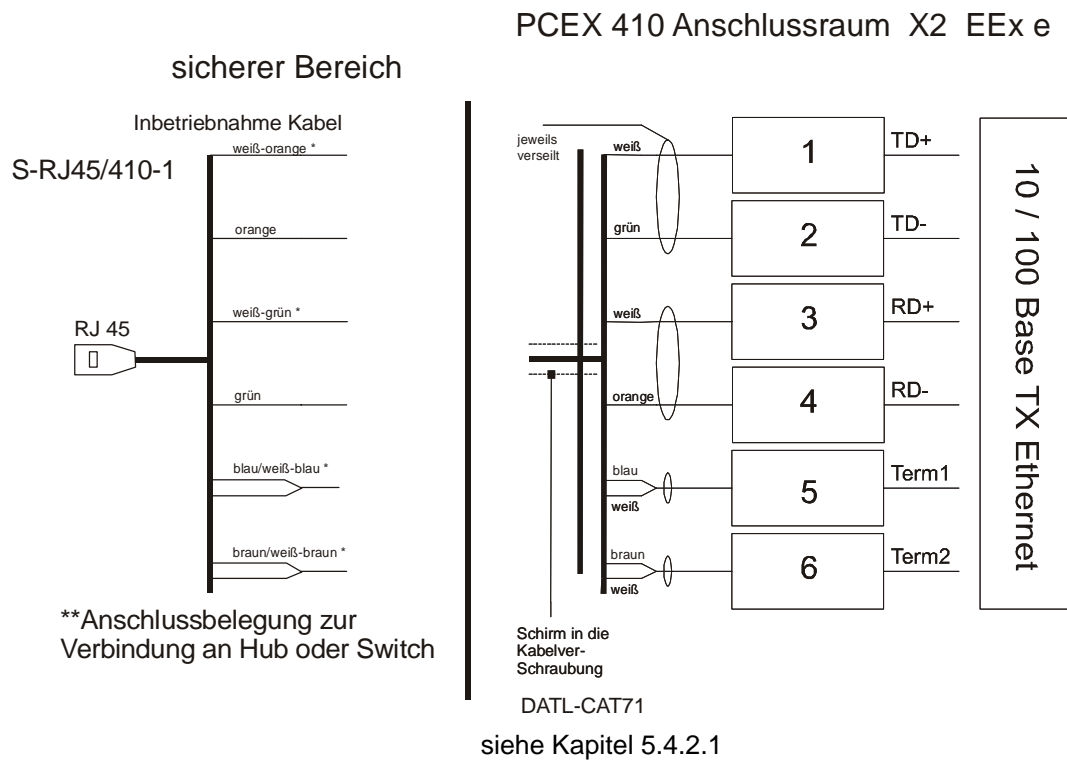 PCEX 410 Anschlussraum X2 EEx e
sicherer Bereich
Inbetriebnahme Kabel
S-RJ45/410-1
weiß-orange *
orange
weiß-grün *
RJ 45
grün
blau/weiß-blau *
braun/weiß-braun *
**Anschlussbelegung zur
Verbindung an Hub oder Switch
jeweils
verseilt
weiß
1
TD+
grün
2
TD-
weiß
3
RD+
orange
4
RD-
blau
weiß
5
Term1
braun
weiß
6
Term2
10 / 100 Base TX Ethernet
Schirm in die
Kabelver-
Schraubung
DATL-CAT71
siehe Kapitel 5.4.2.1